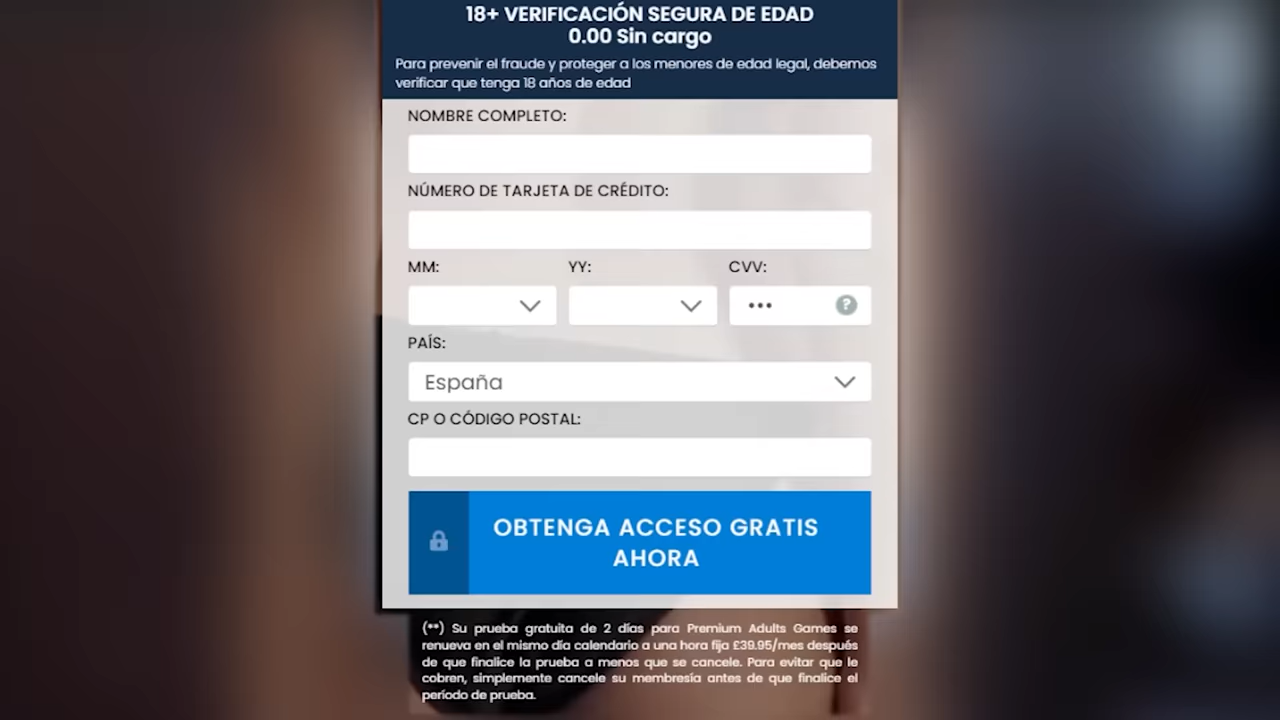 18+ VERIFICACIÓN SEGURA DE EDAD
0.00 Sin cargo
Para prevenir el fraude y proteger a los menores de edad legal, debemos
verificar que tenga 18 años de edad
NOMBRE COMPLETO:
NÚMERO DE TARJETA DE CRÉDITO:
MM: YY: CVV:
••• ?
PAÍS:
España
CP O CÓDIGO POSTAL:
OBTENGA ACCESO GRATIS
AHORA
(**) Su prueba gratuita de 2 días para Premium Adults Games se
renueva en el mismo día calendario a una hora fija £39.95/mes después
de que finalice la prueba a menos que se cancele. Para evitar que le
cobren, simplemente cancele su membresía antes de que finalice el
período de prueba.